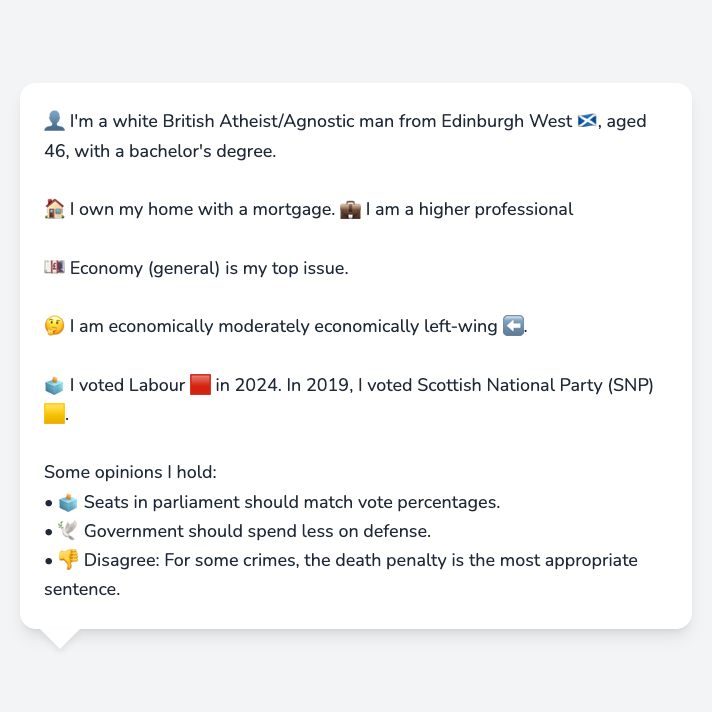 👤 I'm a white British Atheist/Agnostic man from Edinburgh West 🏴󠁧󠁢󠁳󠁣󠁴󠁿, aged
46, with a bachelor's degree.
🏠 I own my home with a mortgage. 💼 I am a higher professional
💷 Economy (general) is my top issue.
🤔 I am economically moderately economically left-wing ⬅️.
🗳️ I voted Labour 🟥 in 2024. In 2019, I voted Scottish National Party (SNP)
🟨.
Some opinions I hold:
• 🗳️ Seats in parliament should match vote percentages.
• 🕊️ Government should spend less on defense.
• 👎 Disagree: For some crimes, the death penalty is the most appropriate
sentence.